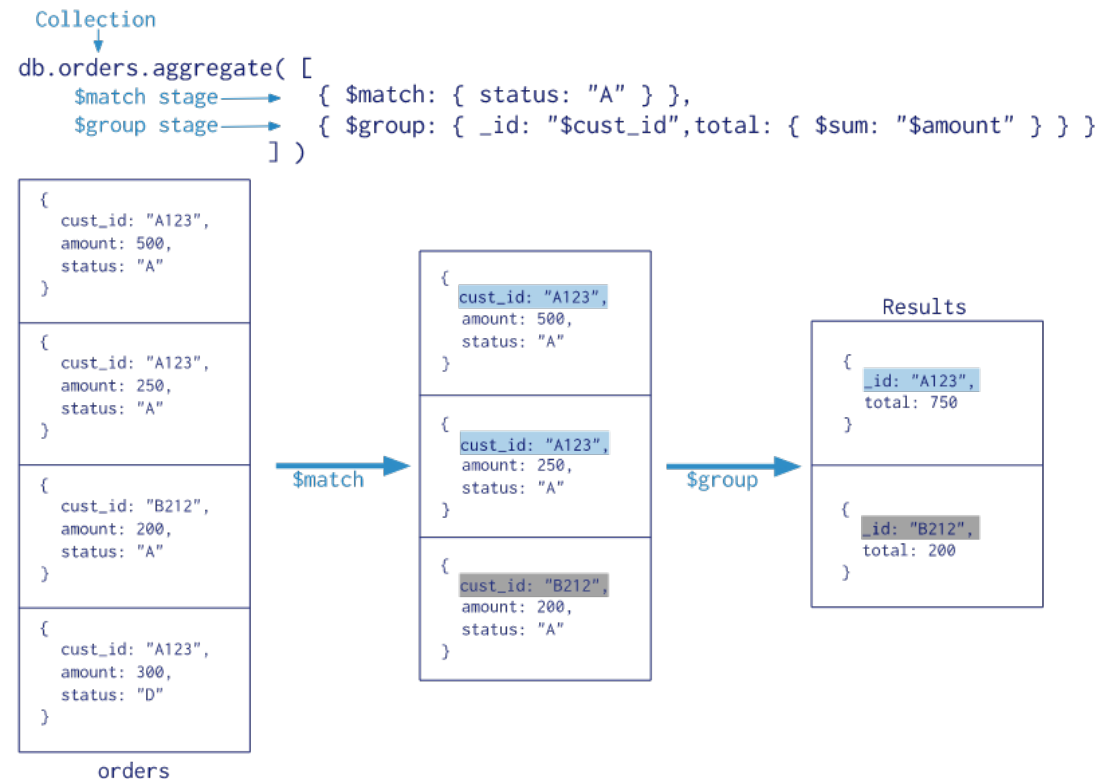 Collection
db.orders.aggregate( [
$match stage
{ $match: { status: "A" } },
$group stage
{ $group: { _id: "$cust_id",total: { $sum: "$amount" } } }
] )
{
cust_id: "A123",
amount: 500,
status: "A"
}
{
cust_id: "A123",
amount: 250,
status: "A"
}
{
cust_id: "B212",
amount: 200,
status: "A"
}
{
cust_id: "A123",
amount: 300,
status: "D"
}
orders
$match
{
cust_id: "A123",
amount: 500,
status: "A"
}
{
cust_id: "A123",
amount: 250,
status: "A"
}
{
cust_id: "B212",
amount: 200,
status: "A"
}
$group
Results
{
_id: "A123",
total: 750
}
{
_id: "B212",
total: 200
}